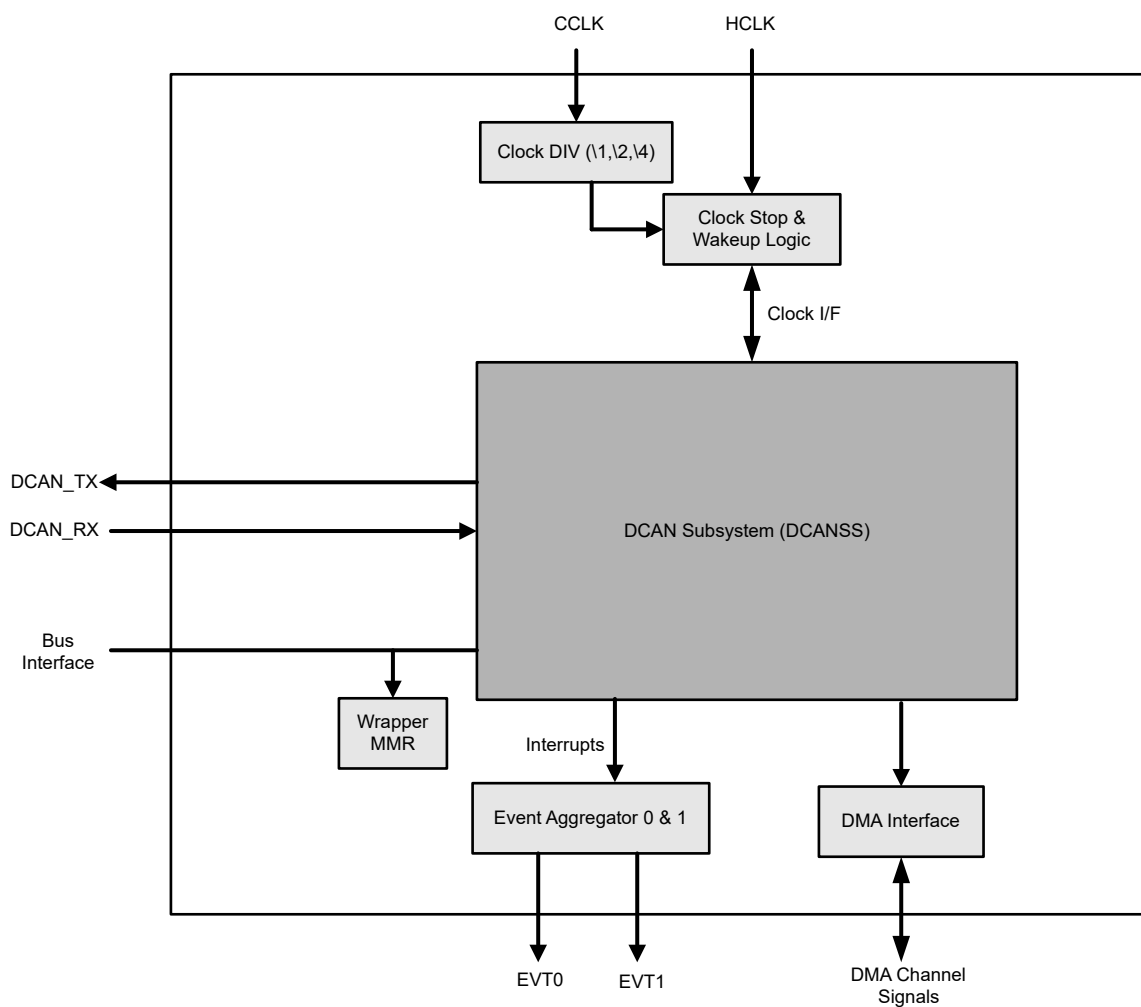 CCLK
HCLK
Clock DIV (\1,\2,\4)
Clock Stop &
Wakeup Logic
Clock I/F
DCAN_TX
DCAN_RX
DCAN Subsystem (DCANSS)
Bus
Interface
Wrapper
MMR
Interrupts
Event Aggregator 0 & 1
DMA Interface
EVT0
EVT1
DMA Channel
Signals